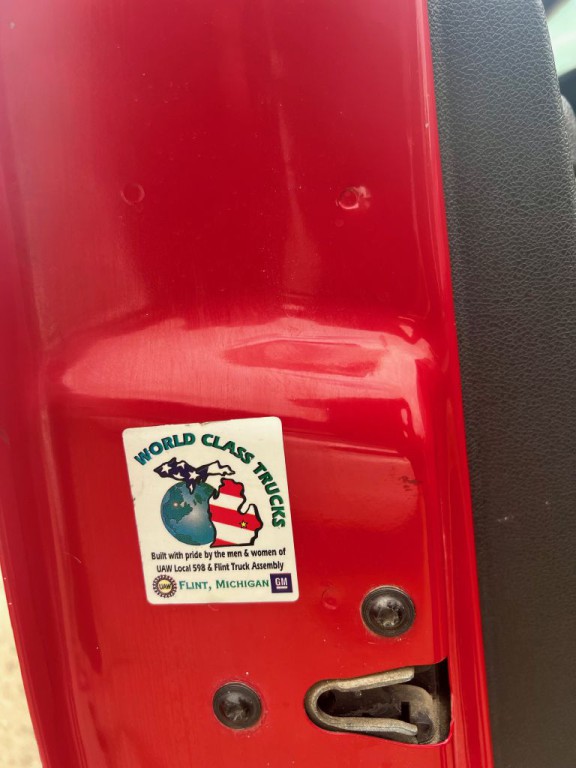 WORLD CLASS TRUCKS
Built with pride by the men & women of
UAW Local 598 & Flint Truck Assembly
UAW FLINT, MICHIGAN GM